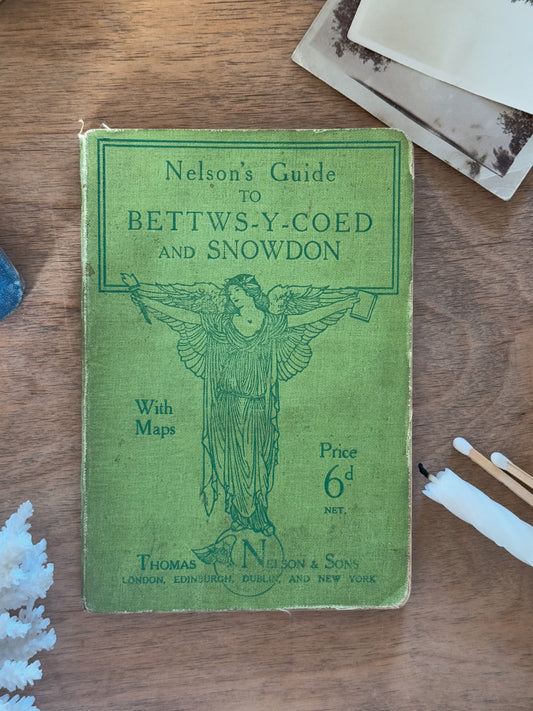 Nelson's Guide
TO
BETTWS-Y-COED
AND SNOWDON
With
Maps
Price
6d
NET.
THOMAS NELSON & SONS
LONDON, EDINBURGH, DUBLIN, AND NEW YORK